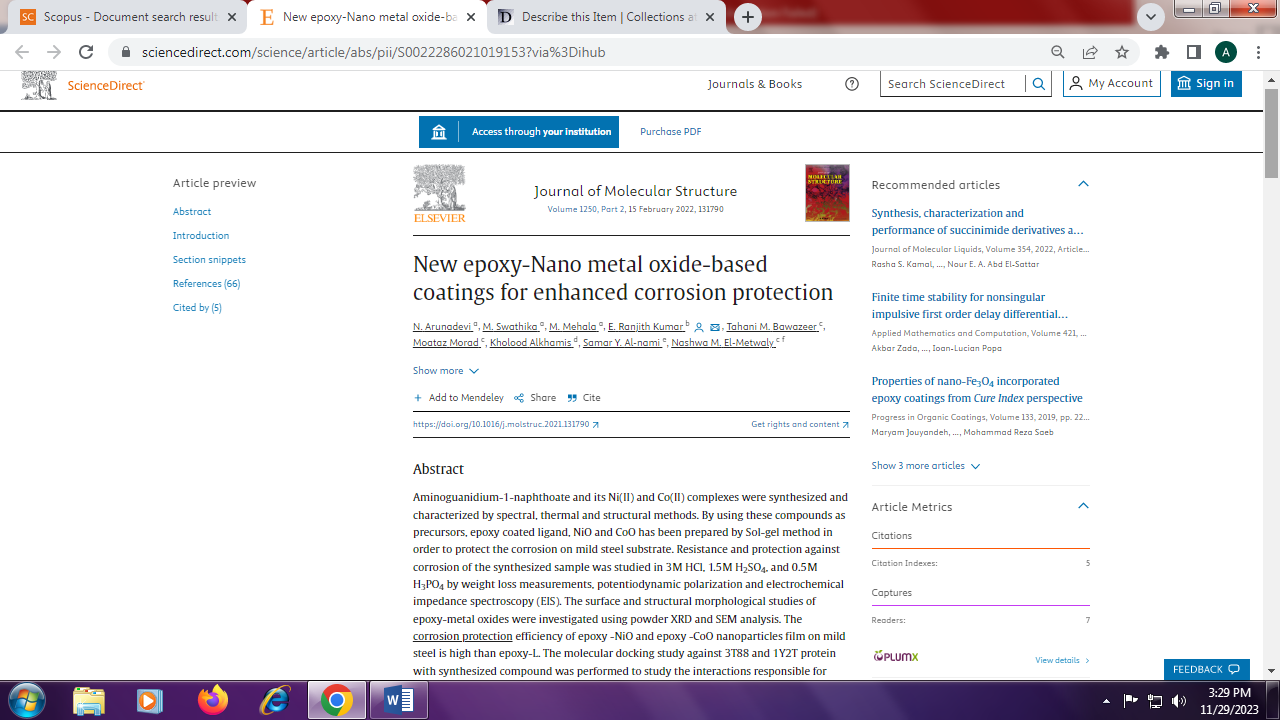 Scopus - Document search result
New epoxy-Nano metal oxide-ba
Describe this Item | Collections a
sciencedirect.com/science/article/abs/pii/S0022286021019153?via%3Dihub
A
ScienceDirect
Journals & Books
Search ScienceDirect
My Account
Sign in
Access through your institution
Purchase PDF
Article preview
Abstract
Introduction
Section snippets
References (66)
Cited by (5)
ELSEVIER
Journal of Molecular Structure
Volume 1250, Part 2, 15 February 2022, 131790
MOLECULAR STRUCTURE
New epoxy-Nano metal oxide-based
coatings for enhanced corrosion protection
N. Arunadevi a, M. Swathika a, M. Mehala a, E. Ranjith Kumar b, Tahani M. Bawazeer c,
Moataz Morad c, Kholood Alkhamis d, Samar Y. Al-nami e, Nashwa M. El-Metwaly c f
Show more
+ Add to Mendeley Share Cite
https://doi.org/10.1016/j.molstruc.2021.131790
Get rights and content
Abstract
Aminoguanidium-1-naphthoate and its Ni(II) and Co(II) complexes were synthesized and
characterized by spectral, thermal and structural methods. By using these compounds as
precursors, epoxy coated ligand, NiO and CoO has been prepared by Sol-gel method in
order to protect the corrosion on mild steel substrate. Resistance and protection against
corrosion of the synthesized sample was studied in 3M HCl, 1.5M H₂SO₄, and 0.5M
H₃PO₄ by weight loss measurements, potentiodynamic polarization and electrochemical
impedance spectroscopy (EIS). The surface and structural morphological studies of
epoxy-metal oxides were investigated using powder XRD and SEM analysis. The
corrosion protection efficiency of epoxy -NiO and epoxy -CoO nanoparticles film on mild
steel is high than epoxy-L. The molecular docking study against 3T88 and 1Y2T protein
with synthesized compound was performed to study the interactions responsible for
Recommended articles
Synthesis, characterization and
performance of succinimide derivatives a…
Journal of Molecular Liquids, Volume 354, 2022, Article…
Rasha S. Kamal, …, Nour E. A. Abd El-Sattar
Finite time stability for nonsingular
impulsive first order delay differential…
Applied Mathematics and Computation, Volume 421, …
Akbar Zada, …, Ioan-Lucian Popa
Properties of nano-Fe₃O₄ incorporated
epoxy coatings from Cure Index perspective
Progress in Organic Coatings, Volume 133, 2019, pp. 22…
Maryam Jouyandeh, …, Mohammad Reza Saeb
Show 3 more articles
Article Metrics
Citations
Citation Indexes: 5
Captures
Readers: 7
PLUMX
View details >
FEEDBACK
3:29 PM
11/29/2023